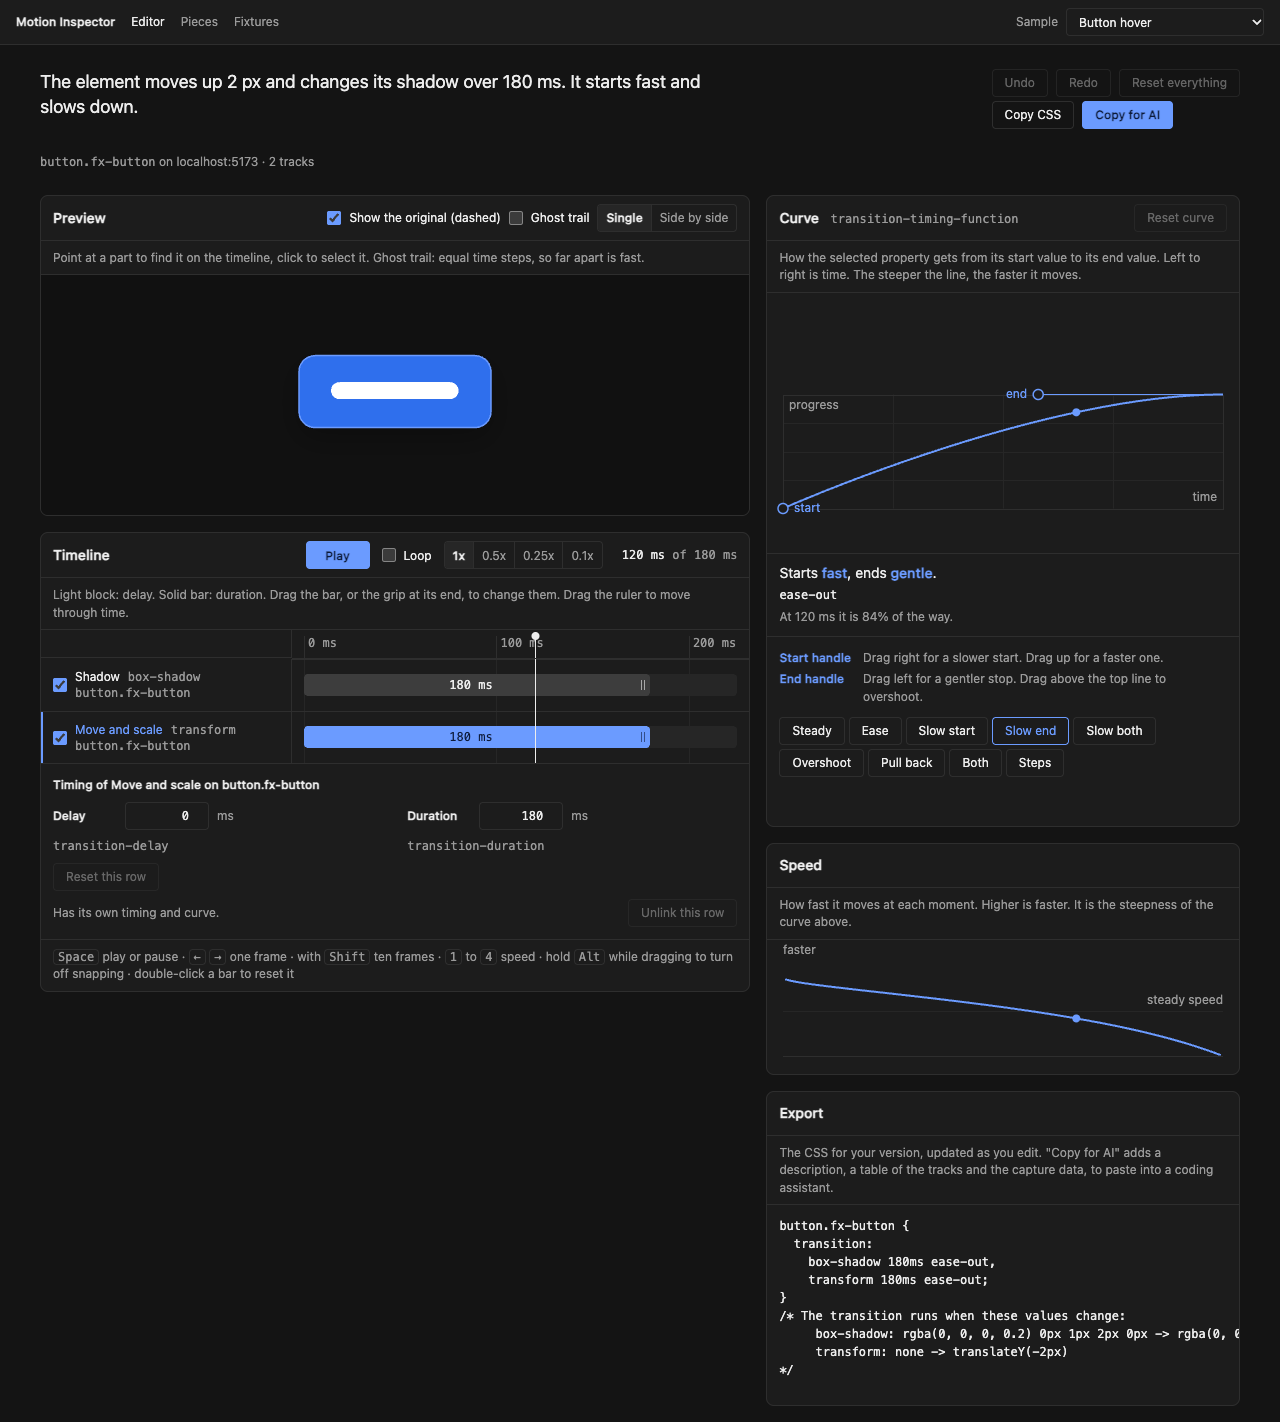 Motion Inspector Editor Pieces Fixtures Sample Button hover
The element moves up 2 px and changes its shadow over 180 ms. It starts fast and
slows down.
Undo Redo Reset everything
Copy CSS Copy for AI
button.fx-button on localhost:5173 · 2 tracks
Preview Show the original (dashed) Ghost trail Single Side by side
Point at a part to find it on the timeline, click to select it. Ghost trail: equal time steps, so far apart is fast.
Timeline Play Loop 1x 0.5x 0.25x 0.1x 120 ms of 180 ms
Light block: delay. Solid bar: duration. Drag the bar, or the grip at its end, to change them. Drag the ruler to move
through time.
0 ms 100 ms 200 ms
Shadow box-shadow
button.fx-button
180 ms
Move and scale transform
button.fx-button
180 ms
Timing of Move and scale on button.fx-button
Delay 0 ms Duration 180 ms
transition-delay transition-duration
Reset this row
Has its own timing and curve. Unlink this row
Space play or pause · ← → one frame · with Shift ten frames · 1 to 4 speed · hold Alt while dragging to turn
off snapping · double-click a bar to reset it
Curve transition-timing-function Reset curve
How the selected property gets from its start value to its end value. Left to
right is time. The steeper the line, the faster it moves.
end
progress
time
start
Starts fast, ends gentle.
ease-out
At 120 ms it is 84% of the way.
Start handle Drag right for a slower start. Drag up for a faster one.
End handle Drag left for a gentler stop. Drag above the top line to
overshoot.
Steady Ease Slow start Slow end Slow both
Overshoot Pull back Both Steps
Speed
How fast it moves at each moment. Higher is faster. It is the steepness of the
curve above.
faster
steady speed
Export
The CSS for your version, updated as you edit. "Copy for AI" adds a
description, a table of the tracks and the capture data, to paste into a coding
assistant.
button.fx-button {
transition:
box-shadow 180ms ease-out,
transform 180ms ease-out;
}
/* The transition runs when these values change:
box-shadow: rgba(0, 0, 0, 0.2) 0px 1px 2px 0px -> rgba(0, 0
transform: none -> translateY(-2px)
*/